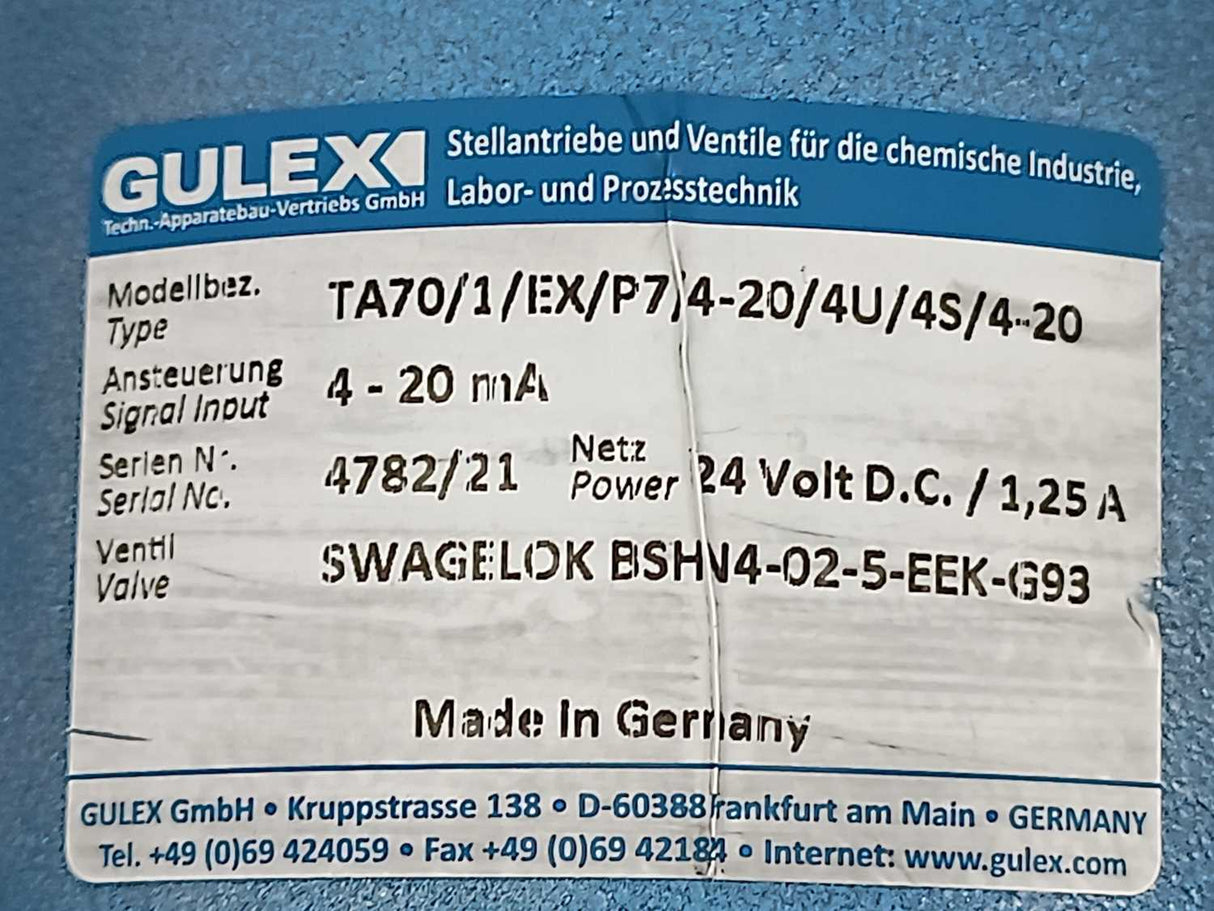 GULEX
Techn.-Apparatebau-Vertriebs GmbH
Stellantriebe und Ventile für die chemische Industrie,
Labor- und Prozesstechnik
Modellbez. TA70/1/EX/P7/4-20/4U/4S/4-20
Type
Ansteuerung 4 - 20 mA
Signal Input
Serien Nr. 4782/21 Netz 24 Volt D.C. / 1,25 A
Serial No. Power
Ventil SWAGELOK BSHV4-02-5-EEK-G93
Valve
Made In Germany
GULEX GmbH • Kruppstrasse 138 • D-60388 Frankfurt am Main • GERMANY
Tel. +49 (0)69 424059 • Fax +49 (0)69 42184 • Internet: www.gulex.com